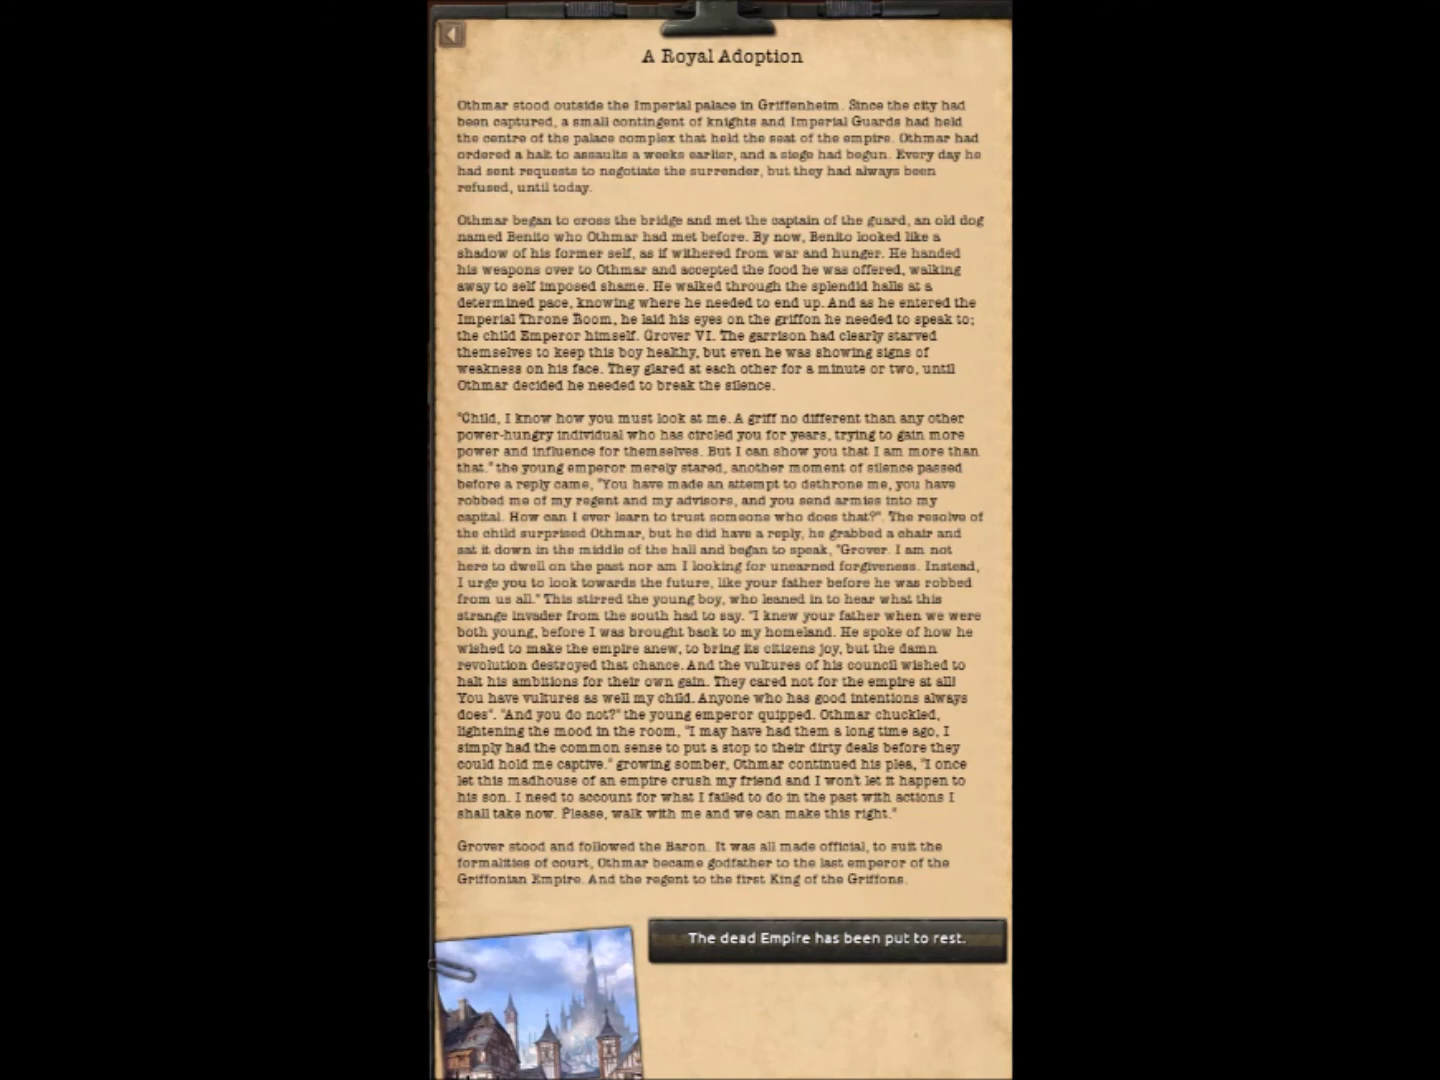 A Royal Adoption
Othmar stood outside the Imperial palace in Griffenheim. Since the city had
been captured, a small contingent of knights and Imperial Guards had held
the centre of the palace complex that held the seat of the empire. Othmar had
ordered a halt to assaults a weeks earlier, and a siege had begun. Every day he
had sent requests to negotiate the surrender, but they had always been
refused, until today.
Othmar began to cross the bridge and met the captain of the guard, an old dog
named Benito who Othmar had met before. By now, Benito looked like a
shadow of his former self, as if withered from war and hunger. He handed
his weapons over to Othmar and accepted the food he was offered, walking
away to self imposed shame. He walked through the splendid halls at a
determined pace, knowing where he needed to end up. And as he entered the
Imperial Throne Room, he laid his eyes on the griffon he needed to speak to;
the child Emperor himself. Grover VI. The garrison had clearly starved
themselves to keep this boy healthy, but even he was showing signs of
weakness on his face. They glared at each other for a minute or two, until
Othmar decided he needed to break the silence.
"Child, I know how you must look at me. A griff no different than any other
power-hungry individual who has circled you for years, trying to gain more
power and influence for themselves. But I can show you that I am more than
that." the young emperor merely stared, another moment of silence passed
before a reply came, "You have made an attempt to dethrone me, you have
robbed me of my regent and my advisors, and you send armies into my
capital. How can I ever learn to trust someone who does that?". The resolve of
the child surprised Othmar, but he did have a reply, he grabbed a chair and
sat it down in the middle of the hall and began to speak, "Grover. I am not
here to dwell on the past nor am I looking for unearned forgiveness. Instead,
I urge you to look towards the future, like your father before he was robbed
from us all." This stirred the young boy, who leaned in to hear what this
strange invader from the south had to say. "I knew your father when we were
both young, before I was brought back to my homeland. He spoke of how he
wished to make the empire anew, to bring its citizens joy, but the damn
revolution destroyed that chance. And the vultures of his council wished to
halt his ambitions for their own gain. They cared not for the empire at all!
You have vultures as well my child. Anyone who has good intentions always
does". "And you do not?" the young emperor quipped. Othmar chuckled,
lightening the mood in the room, "I may have had them a long time ago, I
simply had the common sense to put a stop to their dirty deals before they
could hold me captive." growing somber, Othmar continued his plea, "I once
let this madhouse of an empire crush my friend and I won't let it happen to
his son. I need to account for what I failed to do in the past with actions I
shall take now. Please, walk with me and we can make this right."
Grover stood and followed the Baron. It was all made official, to suit the
formalities of court, Othmar became godfather to the last emperor of the
Griffonian Empire. And the regent to the first King of the Griffons.
The dead Empire has been put to rest.